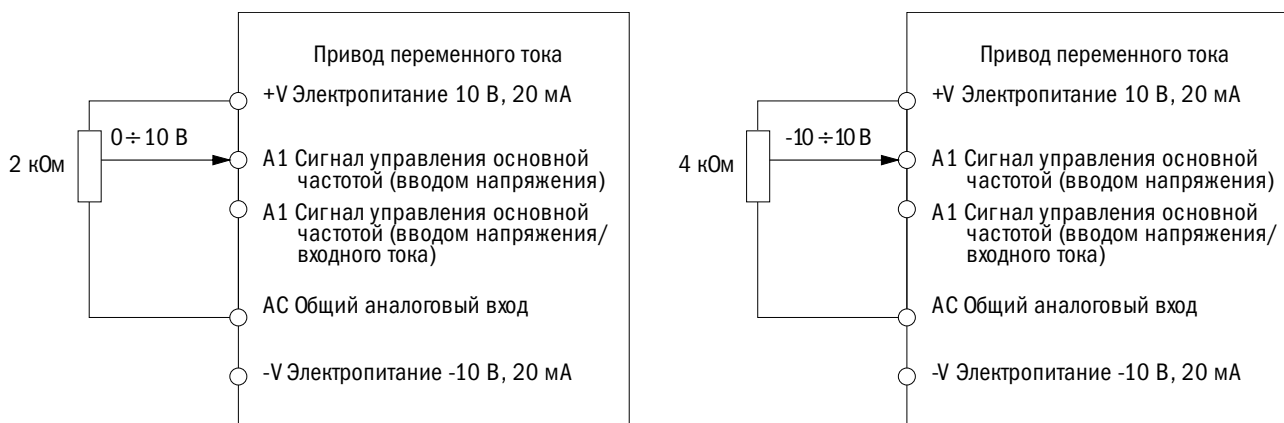 Привод переменного тока
+V Электропитание 10 В, 20 мА
0÷10 В
2 кОм
A1 Сигнал управления основной
частотой (вводом напряжения)
A1 Сигнал управления основной
частотой (вводом напряжения/
входного тока)
AC Общий аналоговый вход
-V Электропитание -10 В, 20 мА
Привод переменного тока
+V Электропитание 10 В, 20 мА
-10÷10 В
4 кОм
A1 Сигнал управления основной
частотой (вводом напряжения)
A1 Сигнал управления основной
частотой (вводом напряжения/
входного тока)
AC Общий аналоговый вход
-V Электропитание -10 В, 20 мА